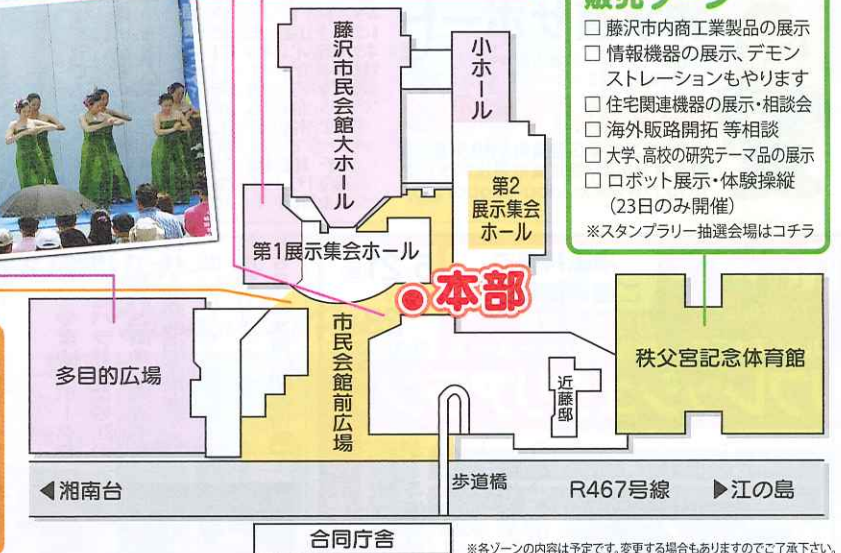 販売ゾーン
□ 藤沢市内商工業製品の展示
□ 情報機器の展示、デモン
ストレーションもやります
□ 住宅関連機器の展示・相談会
□ 海外販路開拓 等相談
□ 大学、高校の研究テーマ品の展示
□ ロボット展示・体験操縦
(23日のみ開催)
※スタンプラリー抽選会場はコチラ
藤沢市民会館大ホール
小ホール
第2
展示集会
ホール
第1展示集会ホール
本部
多目的広場
市民会館前広場
近藤邸
秩父宮記念体育館
◀湘南台
歩道橋
R467号線
▶江の島
合同庁舎
※各ゾーンの内容は予定です。変更する場合もありますのでご了承下さい。